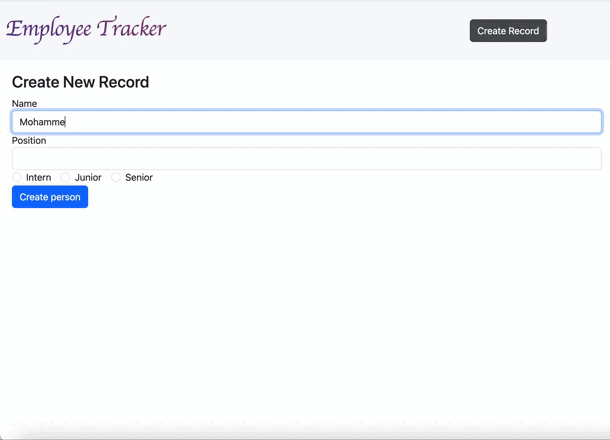 Employee Tracker
Create Record
Create New Record
Name
Mohamme
Position
Intern Junior Senior
Create person